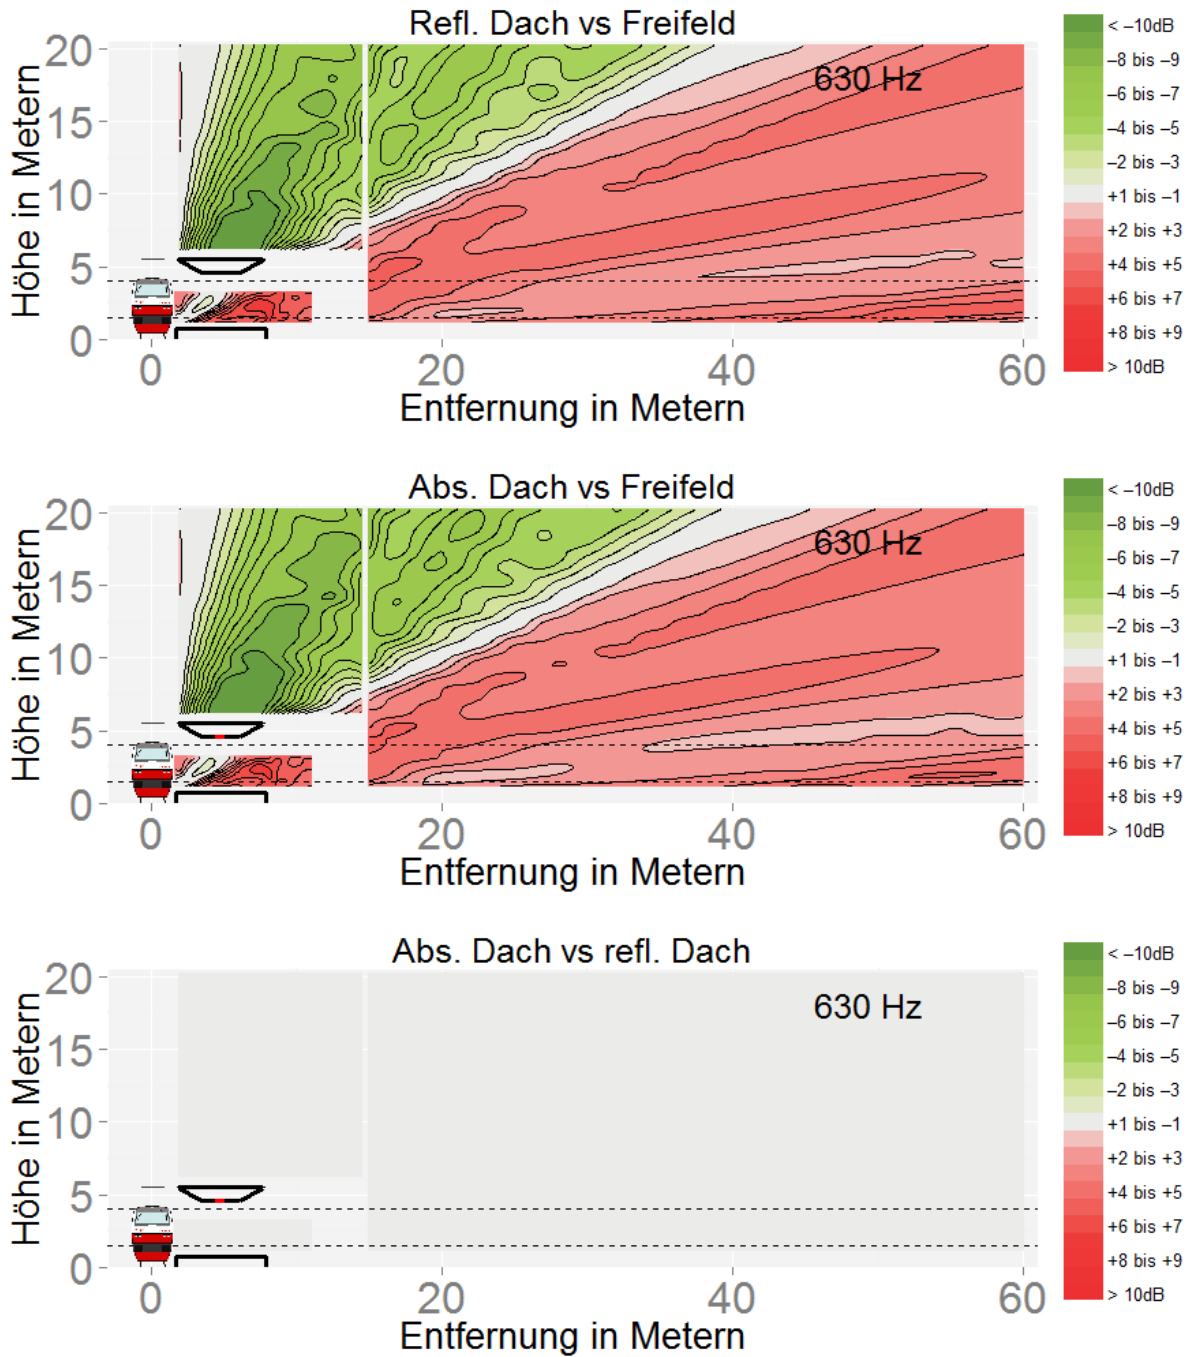 Refl. Dach vs Freifeld
630 Hz
Höhe in Metern
20
15
10
5
0
0
20
40
60
Entfernung in Metern
< –10dB
–8 bis –9
–6 bis –7
–4 bis –5
–2 bis –3
+1 bis –1
+2 bis +3
+4 bis +5
+6 bis +7
+8 bis +9
> 10dB
Abs. Dach vs Freifeld
630 Hz
Höhe in Metern
20
15
10
5
0
0
20
40
60
Entfernung in Metern
< –10dB
–8 bis –9
–6 bis –7
–4 bis –5
–2 bis –3
+1 bis –1
+2 bis +3
+4 bis +5
+6 bis +7
+8 bis +9
> 10dB
Abs. Dach vs refl. Dach
630 Hz
Höhe in Metern
20
15
10
5
0
0
20
40
60
Entfernung in Metern
< –10dB
–8 bis –9
–6 bis –7
–4 bis –5
–2 bis –3
+1 bis –1
+2 bis +3
+4 bis +5
+6 bis +7
+8 bis +9
> 10dB